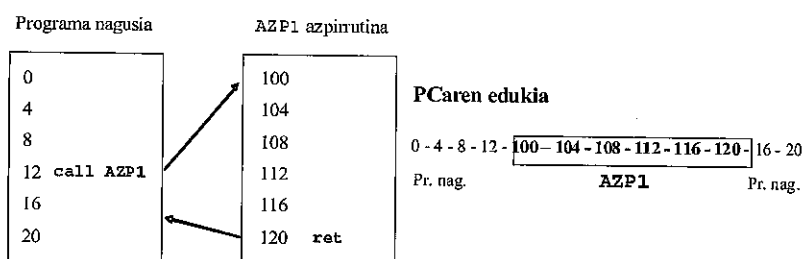 Programa nagusia
0
4
8
12 call AZP1
16
20
AZP1 azpirrutina
100
104
108
112
116
120 ret
PCaren edukia
0 - 4 - 8 - 12 - 100 – 104 - 108 - 112 - 116 - 120 - 16 - 20
Pr. nag. AZP1 Pr. nag.